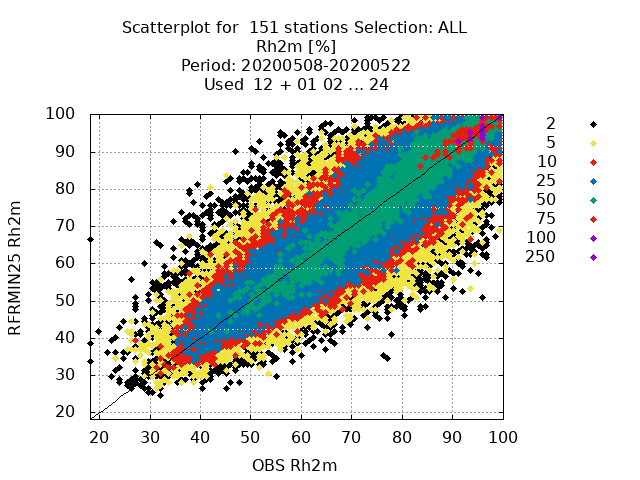 Scatterplot for  151 stations Selection: ALL
Rh2m [%]
Period: 20200508-20200522
Used  12 + 01 02 ... 24
RFRMIN25 Rh2m
100
90
80
70
60
50
40
30
20
20 30 40 50 60 70 80 90 100
OBS Rh2m
2
5
10
25
50
75
100
250